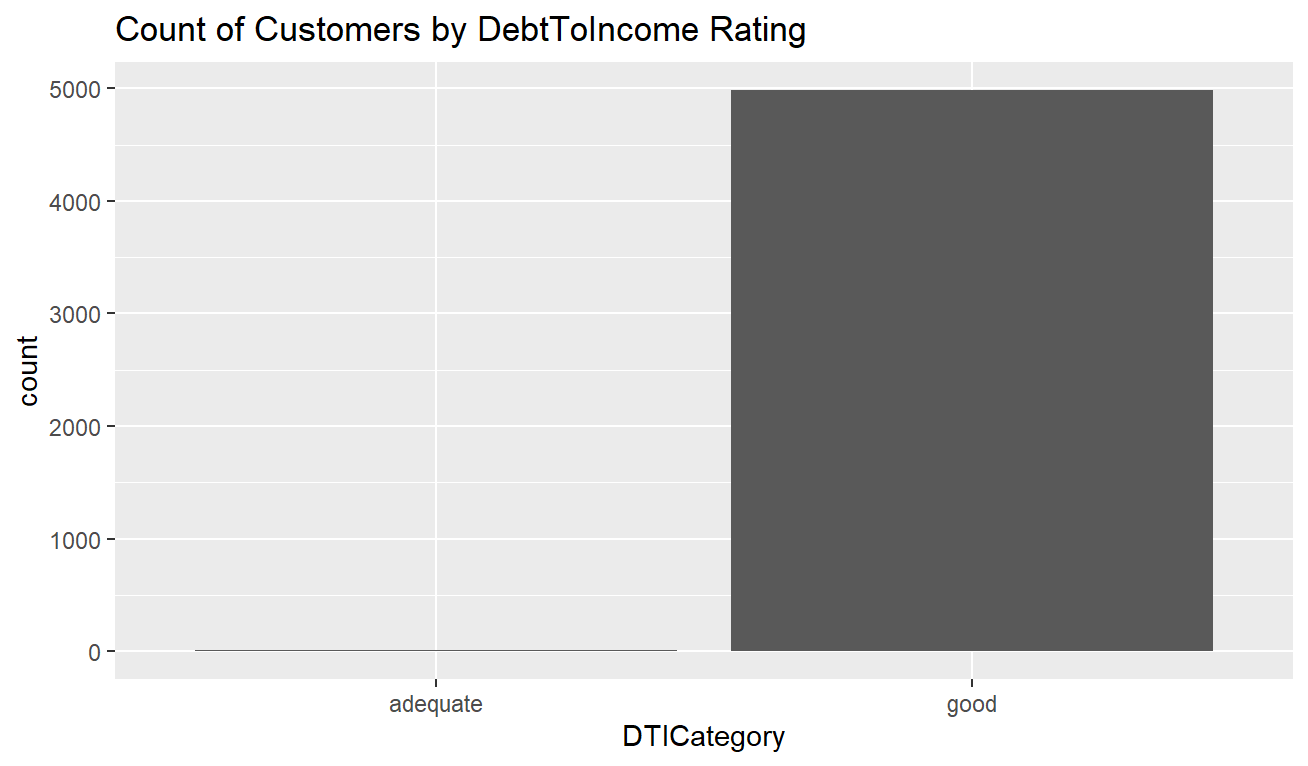 Count of Customers by DebtToIncome Rating
5000
4000
3000
2000
1000
0
count
adequate
good
DTICategory